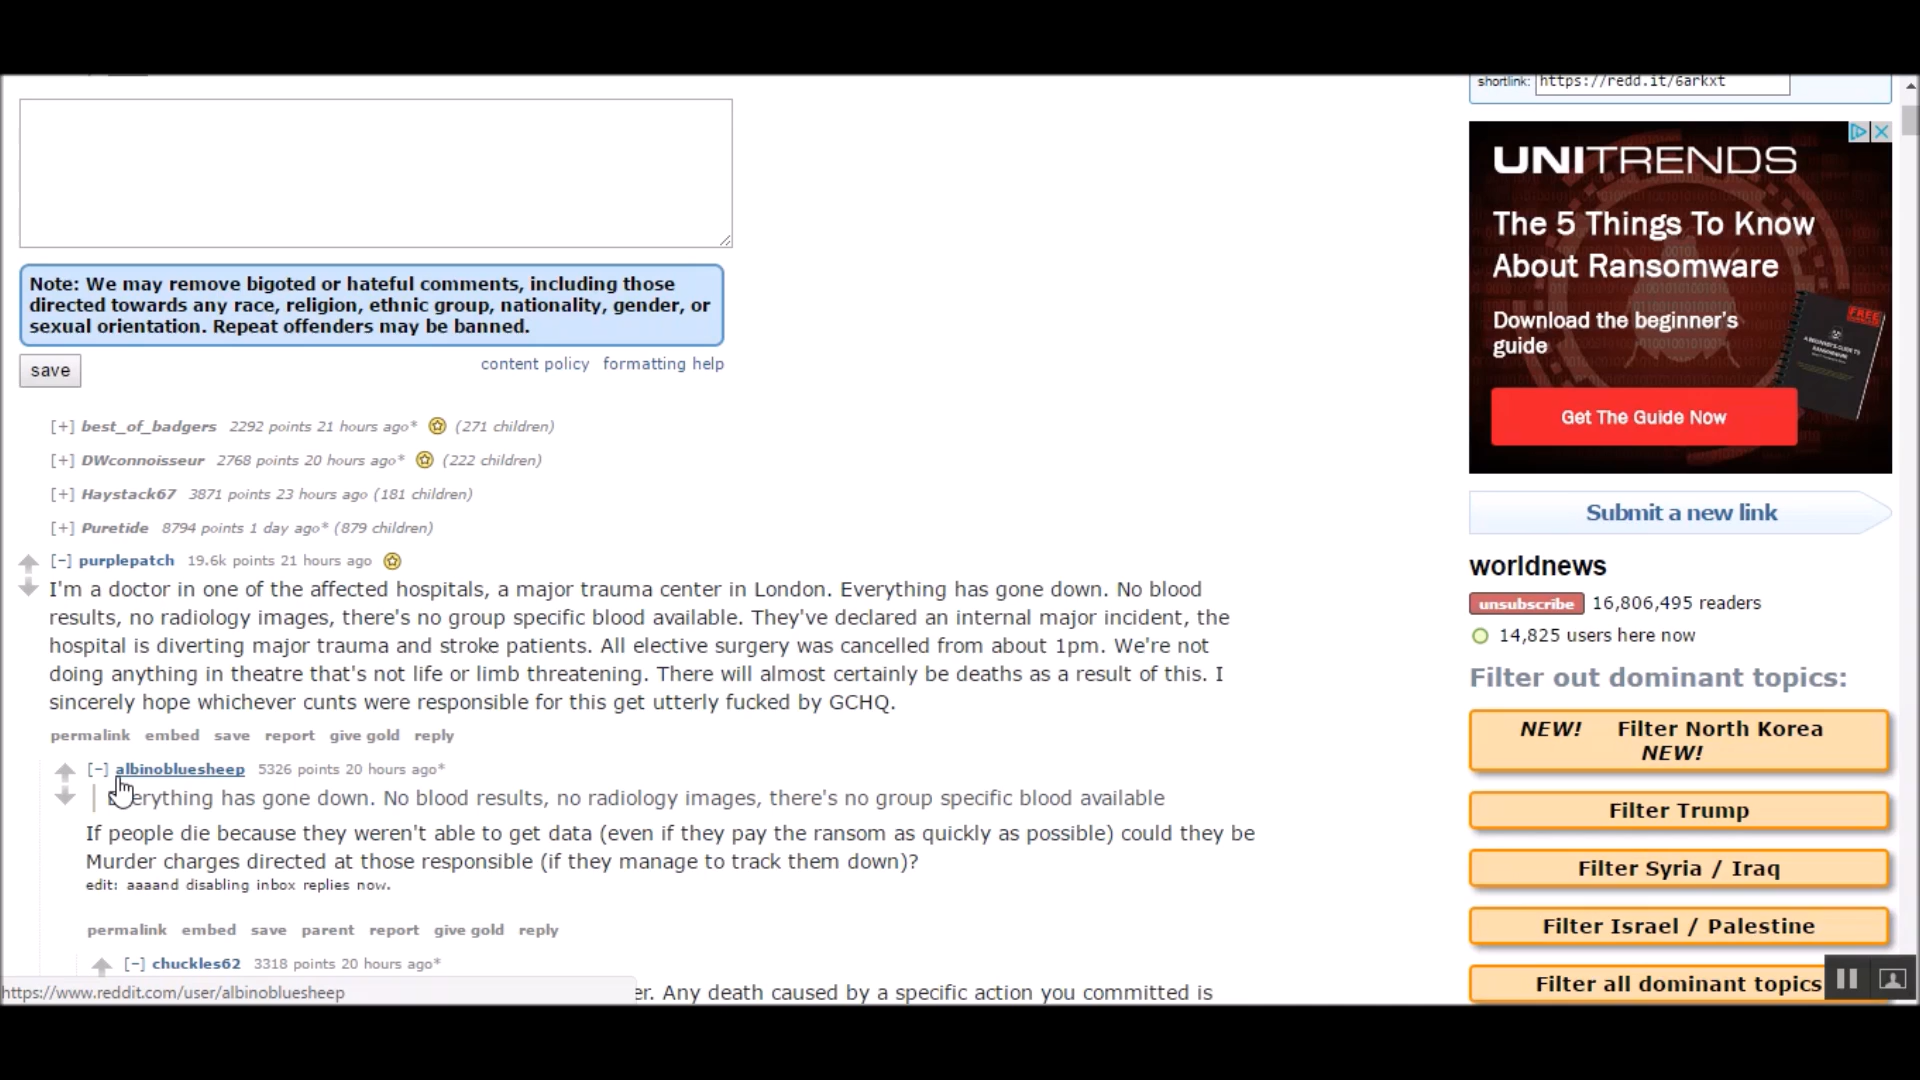 shortlink: https://redd.it/6arkxt
Note: We may remove bigoted or hateful comments, including those
directed towards any race, religion, ethnic group, nationality, gender, or
sexual orientation. Repeat offenders may be banned.
save
content policy formatting help
[+] best_of_badgers 2292 points 21 hours ago* (271 children)
[+] DWconnoisseur 2768 points 20 hours ago* (222 children)
[+] Haystack67 3871 points 23 hours ago (181 children)
[+] Puretide 8794 points 1 day ago* (879 children)
[-] purplepatch 19.6k points 21 hours ago
I'm a doctor in one of the affected hospitals, a major trauma center in London. Everything has gone down. No blood
results, no radiology images, there's no group specific blood available. They've declared an internal major incident, the
hospital is diverting major trauma and stroke patients. All elective surgery was cancelled from about 1pm. We're not
doing anything in theatre that's not life or limb threatening. There will almost certainly be deaths as a result of this. I
sincerely hope whichever cunts were responsible for this get utterly fucked by GCHQ.
permalink embed save report give gold reply
[-] albinobluesheep 5326 points 20 hours ago*
Everything has gone down. No blood results, no radiology images, there's no group specific blood available
If people die because they weren't able to get data (even if they pay the ransom as quickly as possible) could they be
Murder charges directed at those responsible (if they manage to track them down)?
edit: aaaand disabling inbox replies now.
permalink embed save parent report give gold reply
[-] chuckles62 3318 points 20 hours ago*
er. Any death caused by a specific action you committed is
https://www.reddit.com/user/albinobluesheep
UNITRENDS
The 5 Things To Know
About Ransomware
Download the beginner's
guide
FREE
A BEGINNER'S GUIDE TO
RANSOMWARE
Get The Guide Now
Submit a new link
worldnews
unsubscribe 16,806,495 readers
14,825 users here now
Filter out dominant topics:
NEW! Filter North Korea
NEW!
Filter Trump
Filter Syria / Iraq
Filter Israel / Palestine
Filter all dominant topics